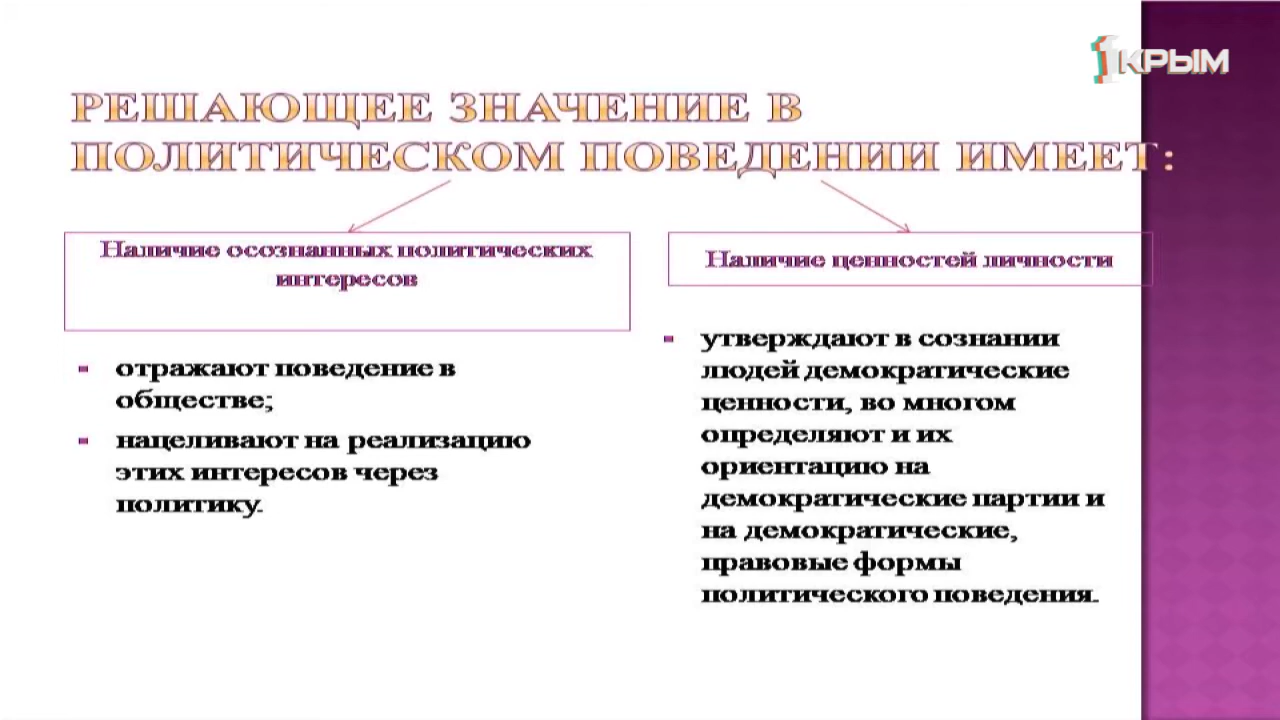 1КРЫМ
РЕШАЮЩЕЕ ЗНАЧЕНИЕ В
ПОЛИТИЧЕСКОМ ПОВЕДЕНИИ ИМЕЕТ:
Наличие осознанных политических
интересов
отражают поведение в
обществе;
нацеливают на реализацию
этих интересов через
политику.
Наличие ценностей личности
утверждают в сознании
людей демократические
ценности, во многом
определяют и их
ориентацию на
демократические партии и
на демократические,
правовые формы
политического поведения.